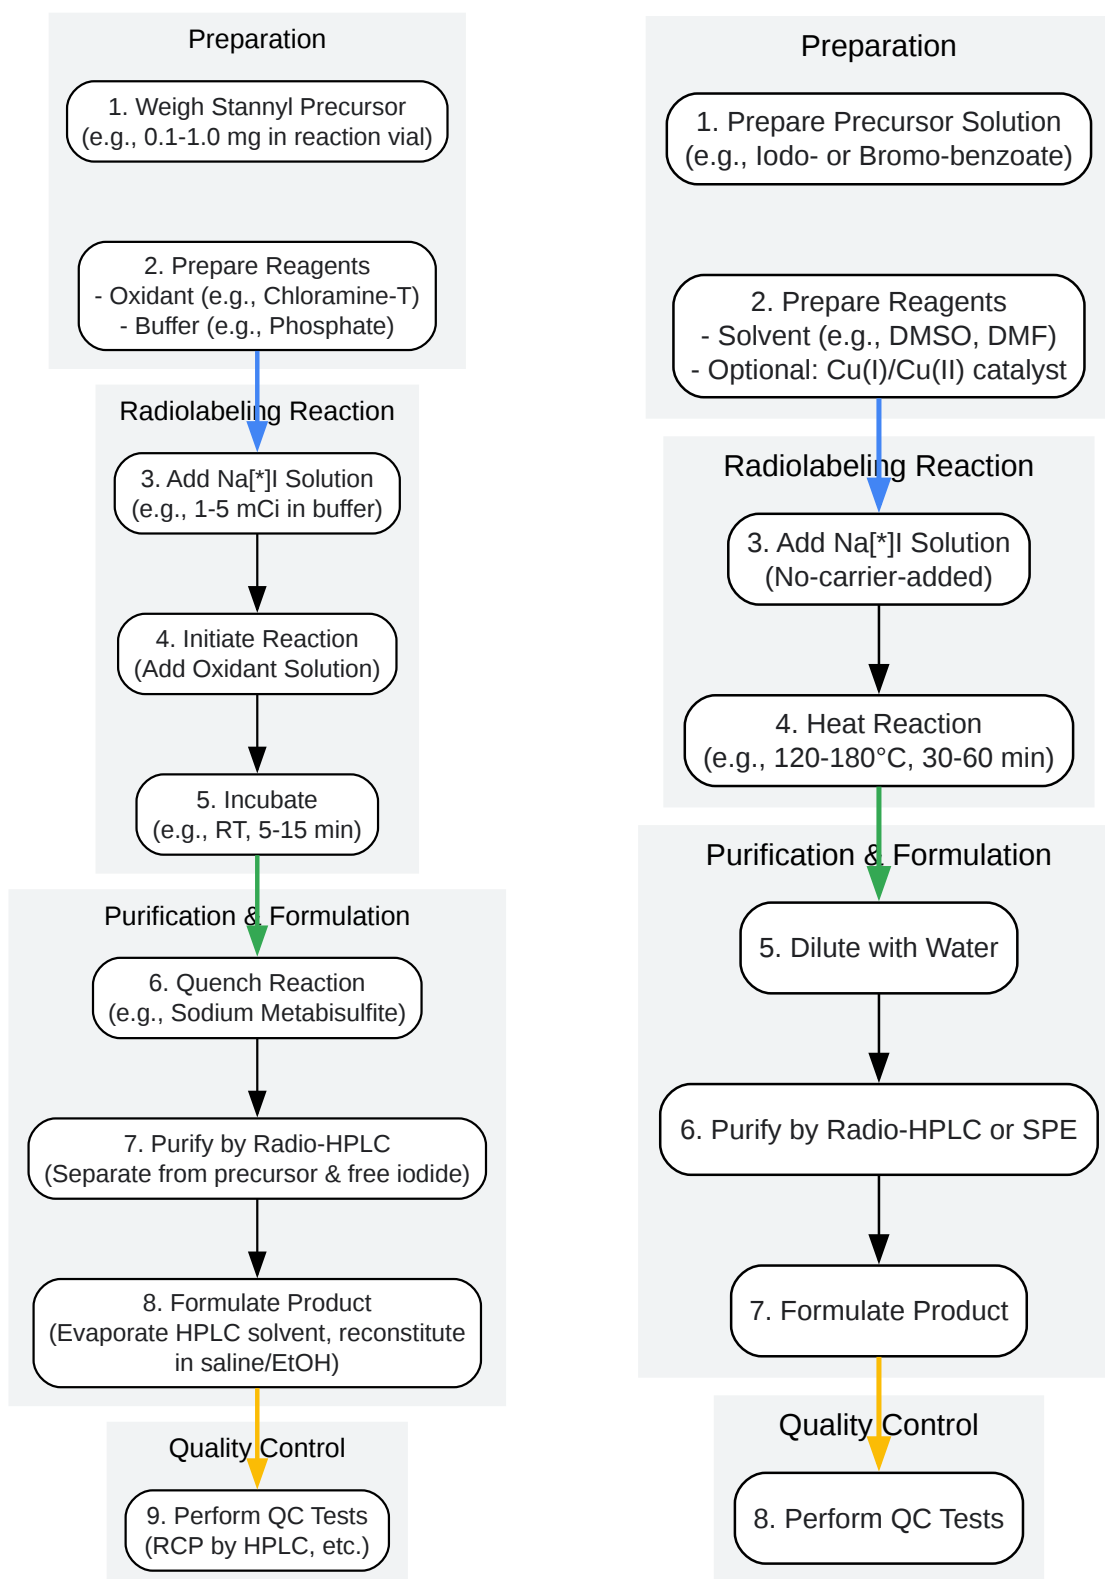 Preparation
1. Weigh Stannyl Precursor
(e.g., 0.1-1.0 mg in reaction vial)
2. Prepare Reagents
- Oxidant (e.g., Chloramine-T)
- Buffer (e.g., Phosphate)
Radiolabeling Reaction
3. Add Na[*]I Solution
(e.g., 1-5 mCi in buffer)
4. Initiate Reaction
(Add Oxidant Solution)
5. Incubate
(e.g., RT, 5-15 min)
Purification & Formulation
6. Quench Reaction
(e.g., Sodium Metabisulfite)
7. Purify by Radio-HPLC
(Separate from precursor & free iodide)
8. Formulate Product
(Evaporate HPLC solvent, reconstitute
in saline/EtOH)
Quality Control
9. Perform QC Tests
(RCP by HPLC, etc.)
Preparation
1. Prepare Precursor Solution
(e.g., Iodo- or Bromo-benzoate)
2. Prepare Reagents
- Solvent (e.g., DMSO, DMF)
- Optional: Cu(I)/Cu(II) catalyst
Radiolabeling Reaction
3. Add Na[*]I Solution
(No-carrier-added)
4. Heat Reaction
(e.g., 120-180°C, 30-60 min)
Purification & Formulation
5. Dilute with Water
6. Purify by Radio-HPLC or SPE
7. Formulate Product
Quality Control
8. Perform QC Tests